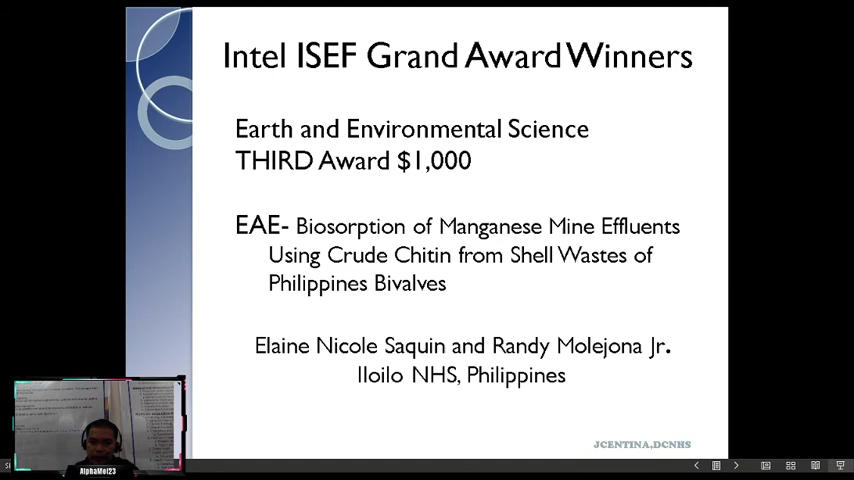 Intel ISEF Grand Award Winners
Earth and Environmental Science
THIRD Award $1,000
EAE- Biosorption of Manganese Mine Effluents
Using Crude Chitin from Shell Wastes of
Philippines Bivalves
Elaine Nicole Saquin and Randy Molejona Jr.
Iloilo NHS, Philippines
JCENTINA,DCNHS
AlphaMel23